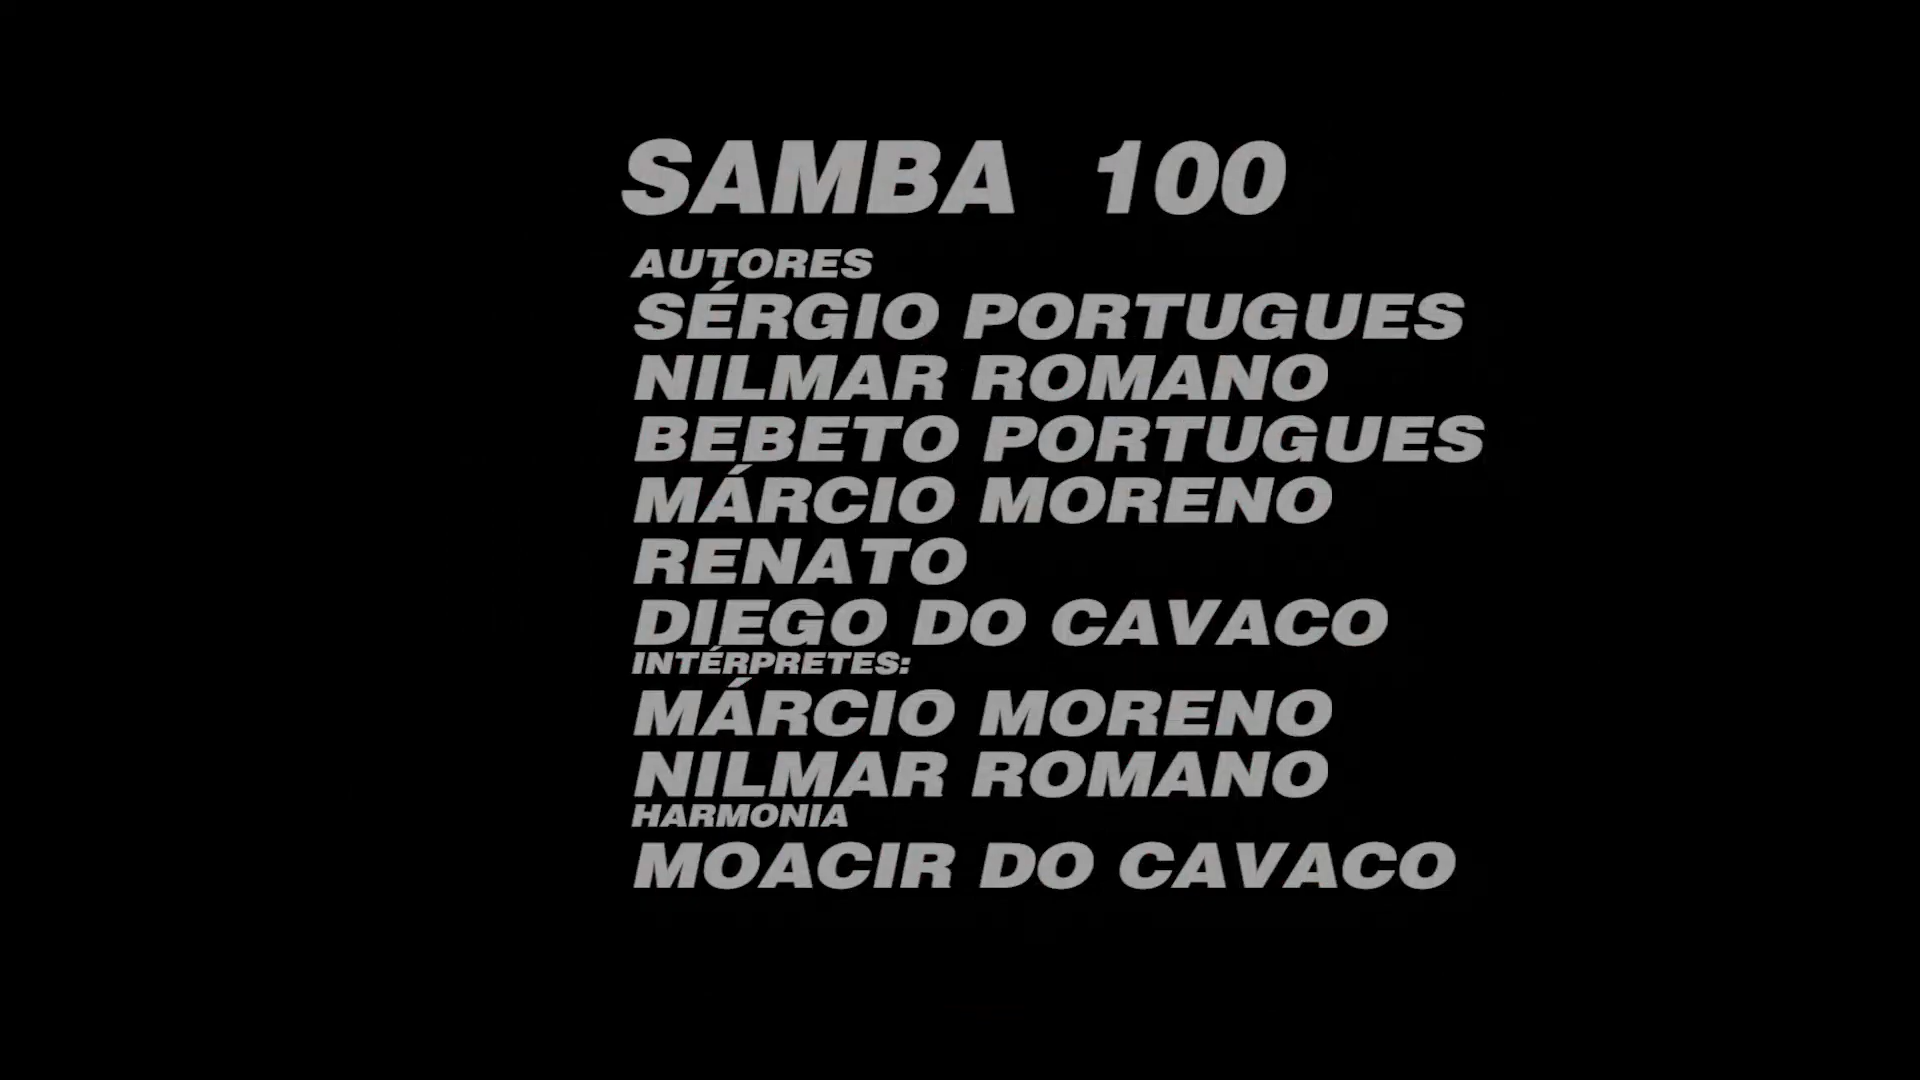 SAMBA 100
AUTORES
SÉRGIO PORTUGUES
NILMAR ROMANO
BEBETO PORTUGUES
MÁRCIO MORENO
RENATO
DIEGO DO CAVACO
INTÉRPRETES:
MÁRCIO MORENO
NILMAR ROMANO
HARMONIA
MOACIR DO CAVACO